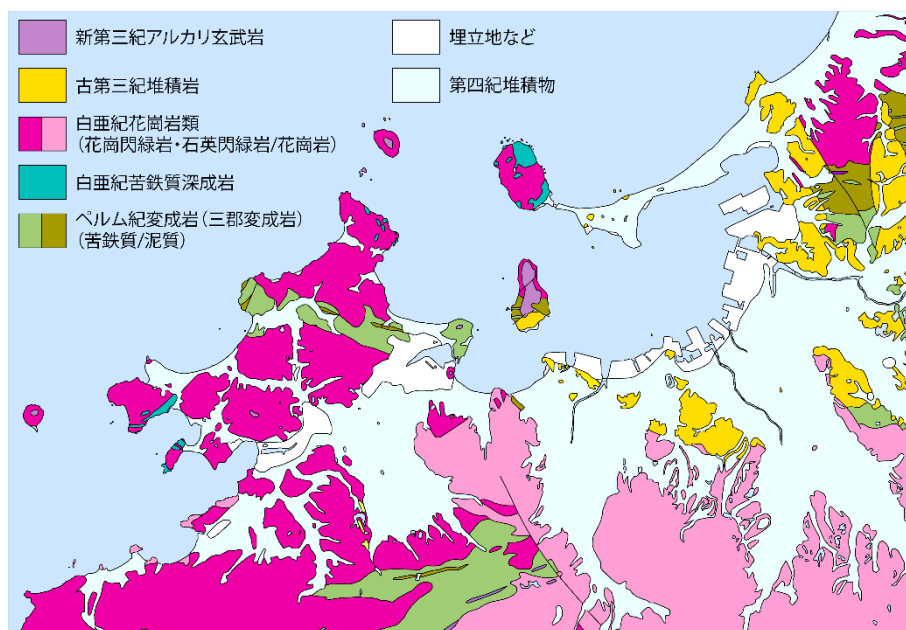 新第三紀アルカリ玄武岩
古第三紀堆積岩
白亜紀花崗岩類
(花崗閃緑岩・石英閃緑岩/花崗岩)
白亜紀苦鉄質深成岩
ペルム紀変成岩(三郡変成岩)
(苦鉄質/泥質)
埋立地など
第四紀堆積物